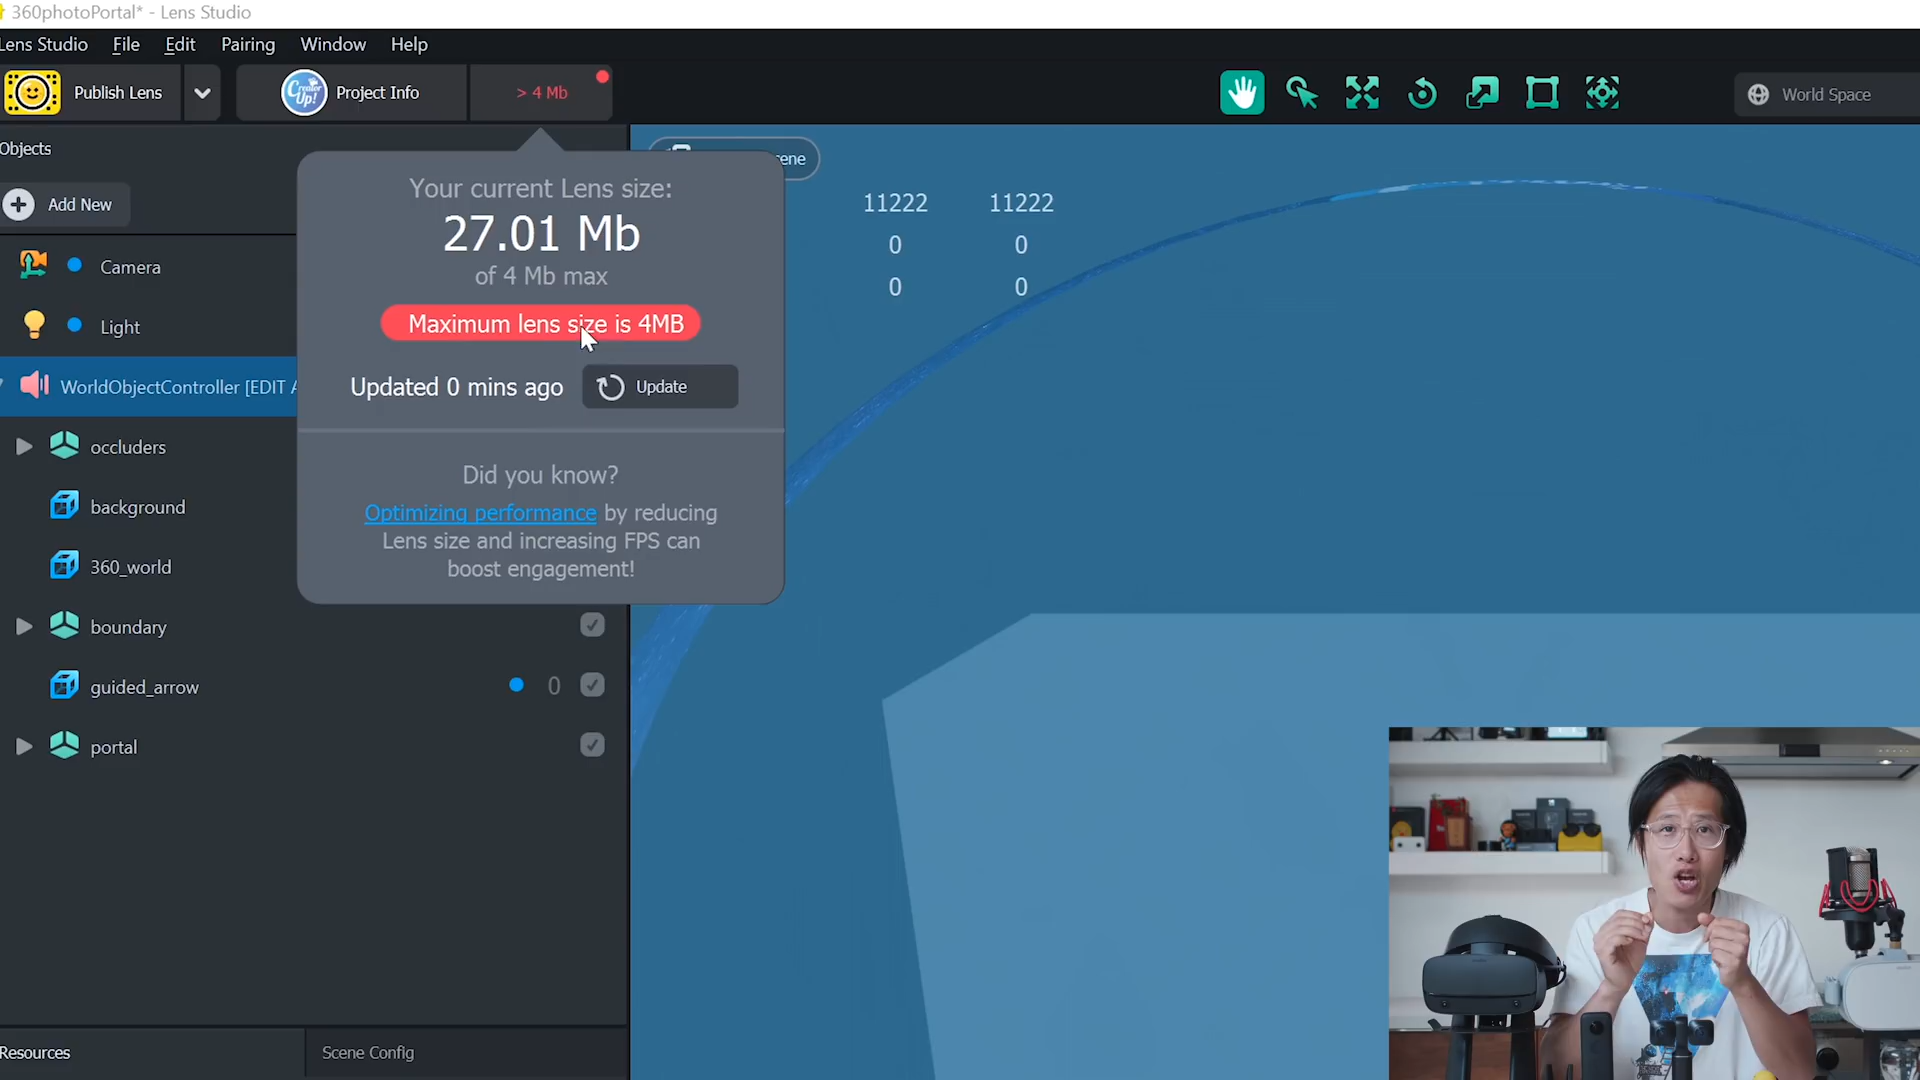 360photoPortal* - Lens Studio
Lens Studio File Edit Pairing Window Help
Publish Lens
Creator Up!
Project Info
> 4 Mb
World Space
Objects
Add New
Your current Lens size:
27.01 Mb
of 4 Mb max
Maximum lens size is 4MB
Updated 0 mins ago
Update
Did you know?
Optimizing performance by reducing
Lens size and increasing FPS can
boost engagement!
11222 11222
0 0
0 0
Camera
Light
WorldObjectController [EDIT
occluders
background
360_world
boundary
guided_arrow 0
portal
Resources
Scene Config